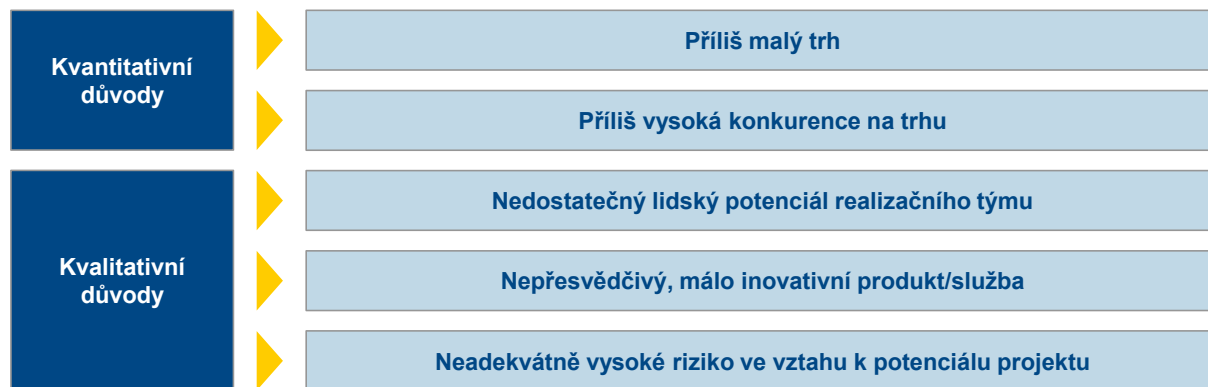 Kvantitativní
důvody
Příliš malý trh
Příliš vysoká konkurence na trhu
Kvalitativní
důvody
Nedostatečný lidský potenciál realizačního týmu
Nepřesvědčivý, málo inovativní produkt/služba
Neadekvátně vysoké riziko ve vztahu k potenciálu projektu